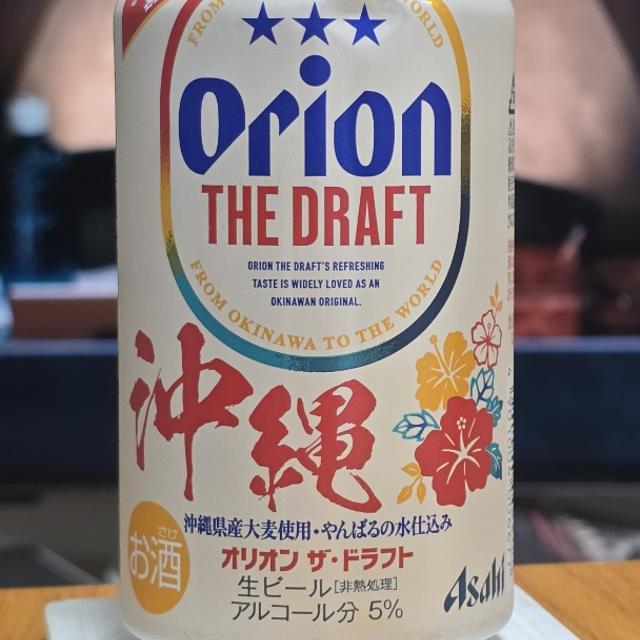 FROM OKINAWA TO THE WORLD
Orion
THE DRAFT
ORION THE DRAFT'S REFRESHING
TASTE IS WIDELY LOVED AS AN
OKINAWAN ORIGINAL.
FROM OKINAWA TO THE WORLD
沖縄
沖縄県産大麦使用・やんばるの水仕込み
オリオン ザ・ドラフト
生ビール[非熱処理]
アルコール分 5%
さけ
お酒
Asahi